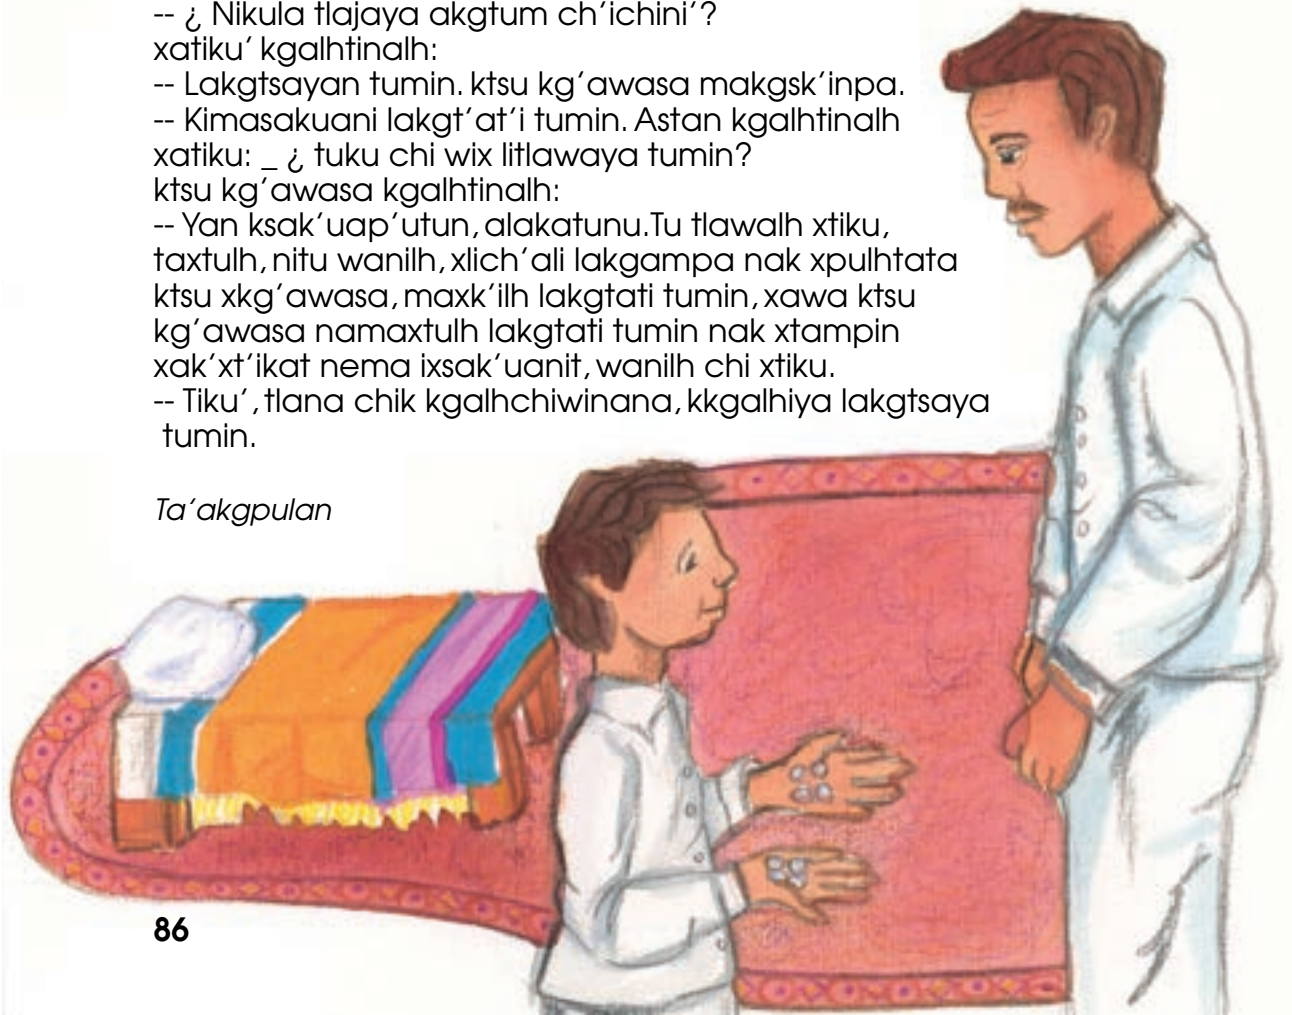 -- ¿ Nikula tlajaya akgtum ch’ichini’?
xatiku’ kgalhtinalh:
-- Lakgtsayan tumin. ktsu kg’awasa makgsk’inpa.
-- Kimasakuani lakgt’at’i tumin. Astan kgalhtinalh
xatiku: _ ¿ tuku chi wix litlawaya tumin?
ktsu kg’awasa kgalhtinalh:
-- Yan ksak’uap’utun, alakatunu.Tu tlawalh xtiku,
taxtulh, nitu wanilh, xlich’ali lakgampa nak xpulhtata
ktsu xkg’awasa, maxk’ilh lakgtati tumin, xawa ktsu
kg’awasa namaxtulh lakgtati tumin nak xtampin
xak’xt’ikat nema ixsak’uanit, wanilh chi xtiku.
-- Tiku’, tlana chik kgalhchiwinana, kkgalhiya lakgtsaya
tumin.
Ta’akgpulan
86